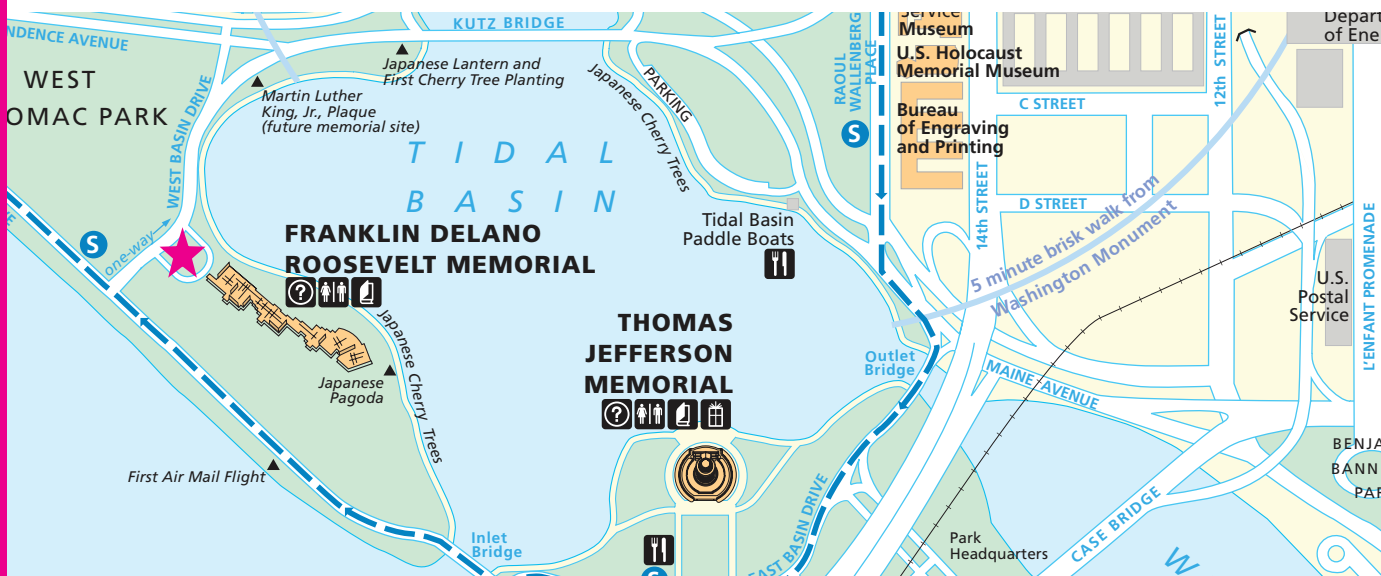 KUTZ BRIDGE
NDENCE AVENUE
WEST
OMAC PARK
WEST BASIN DRIVE
one-way
S
Japanese Lantern and
First Cherry Tree Planting
Martin Luther
King, Jr., Plaque
(future memorial site)
TIDAL
BASIN
Japanese Cherry Trees
PARKING
RAOUL
WALLENBERG
PLACE
S
Service
Museum
U.S. Holocaust
Memorial Museum
Bureau
of Engraving
and Printing
14th STREET
C STREET
D STREET
12th STREET
Depart
of Ene
5 minute brisk walk from
Washington Monument
Tidal Basin
Paddle Boats
FRANKLIN DELANO
ROOSEVELT MEMORIAL
?
Japanese Cherry Trees
Japanese
Pagoda
THOMAS
JEFFERSON
MEMORIAL
?
Outlet
Bridge
MAINE AVENUE
U.S.
Postal
Service
L'ENFANT PROMENADE
BENJA
BANN
PAR
First Air Mail Flight
Inlet
Bridge
EAST BASIN DRIVE
Park
Headquarters
CASE BRIDGE
W